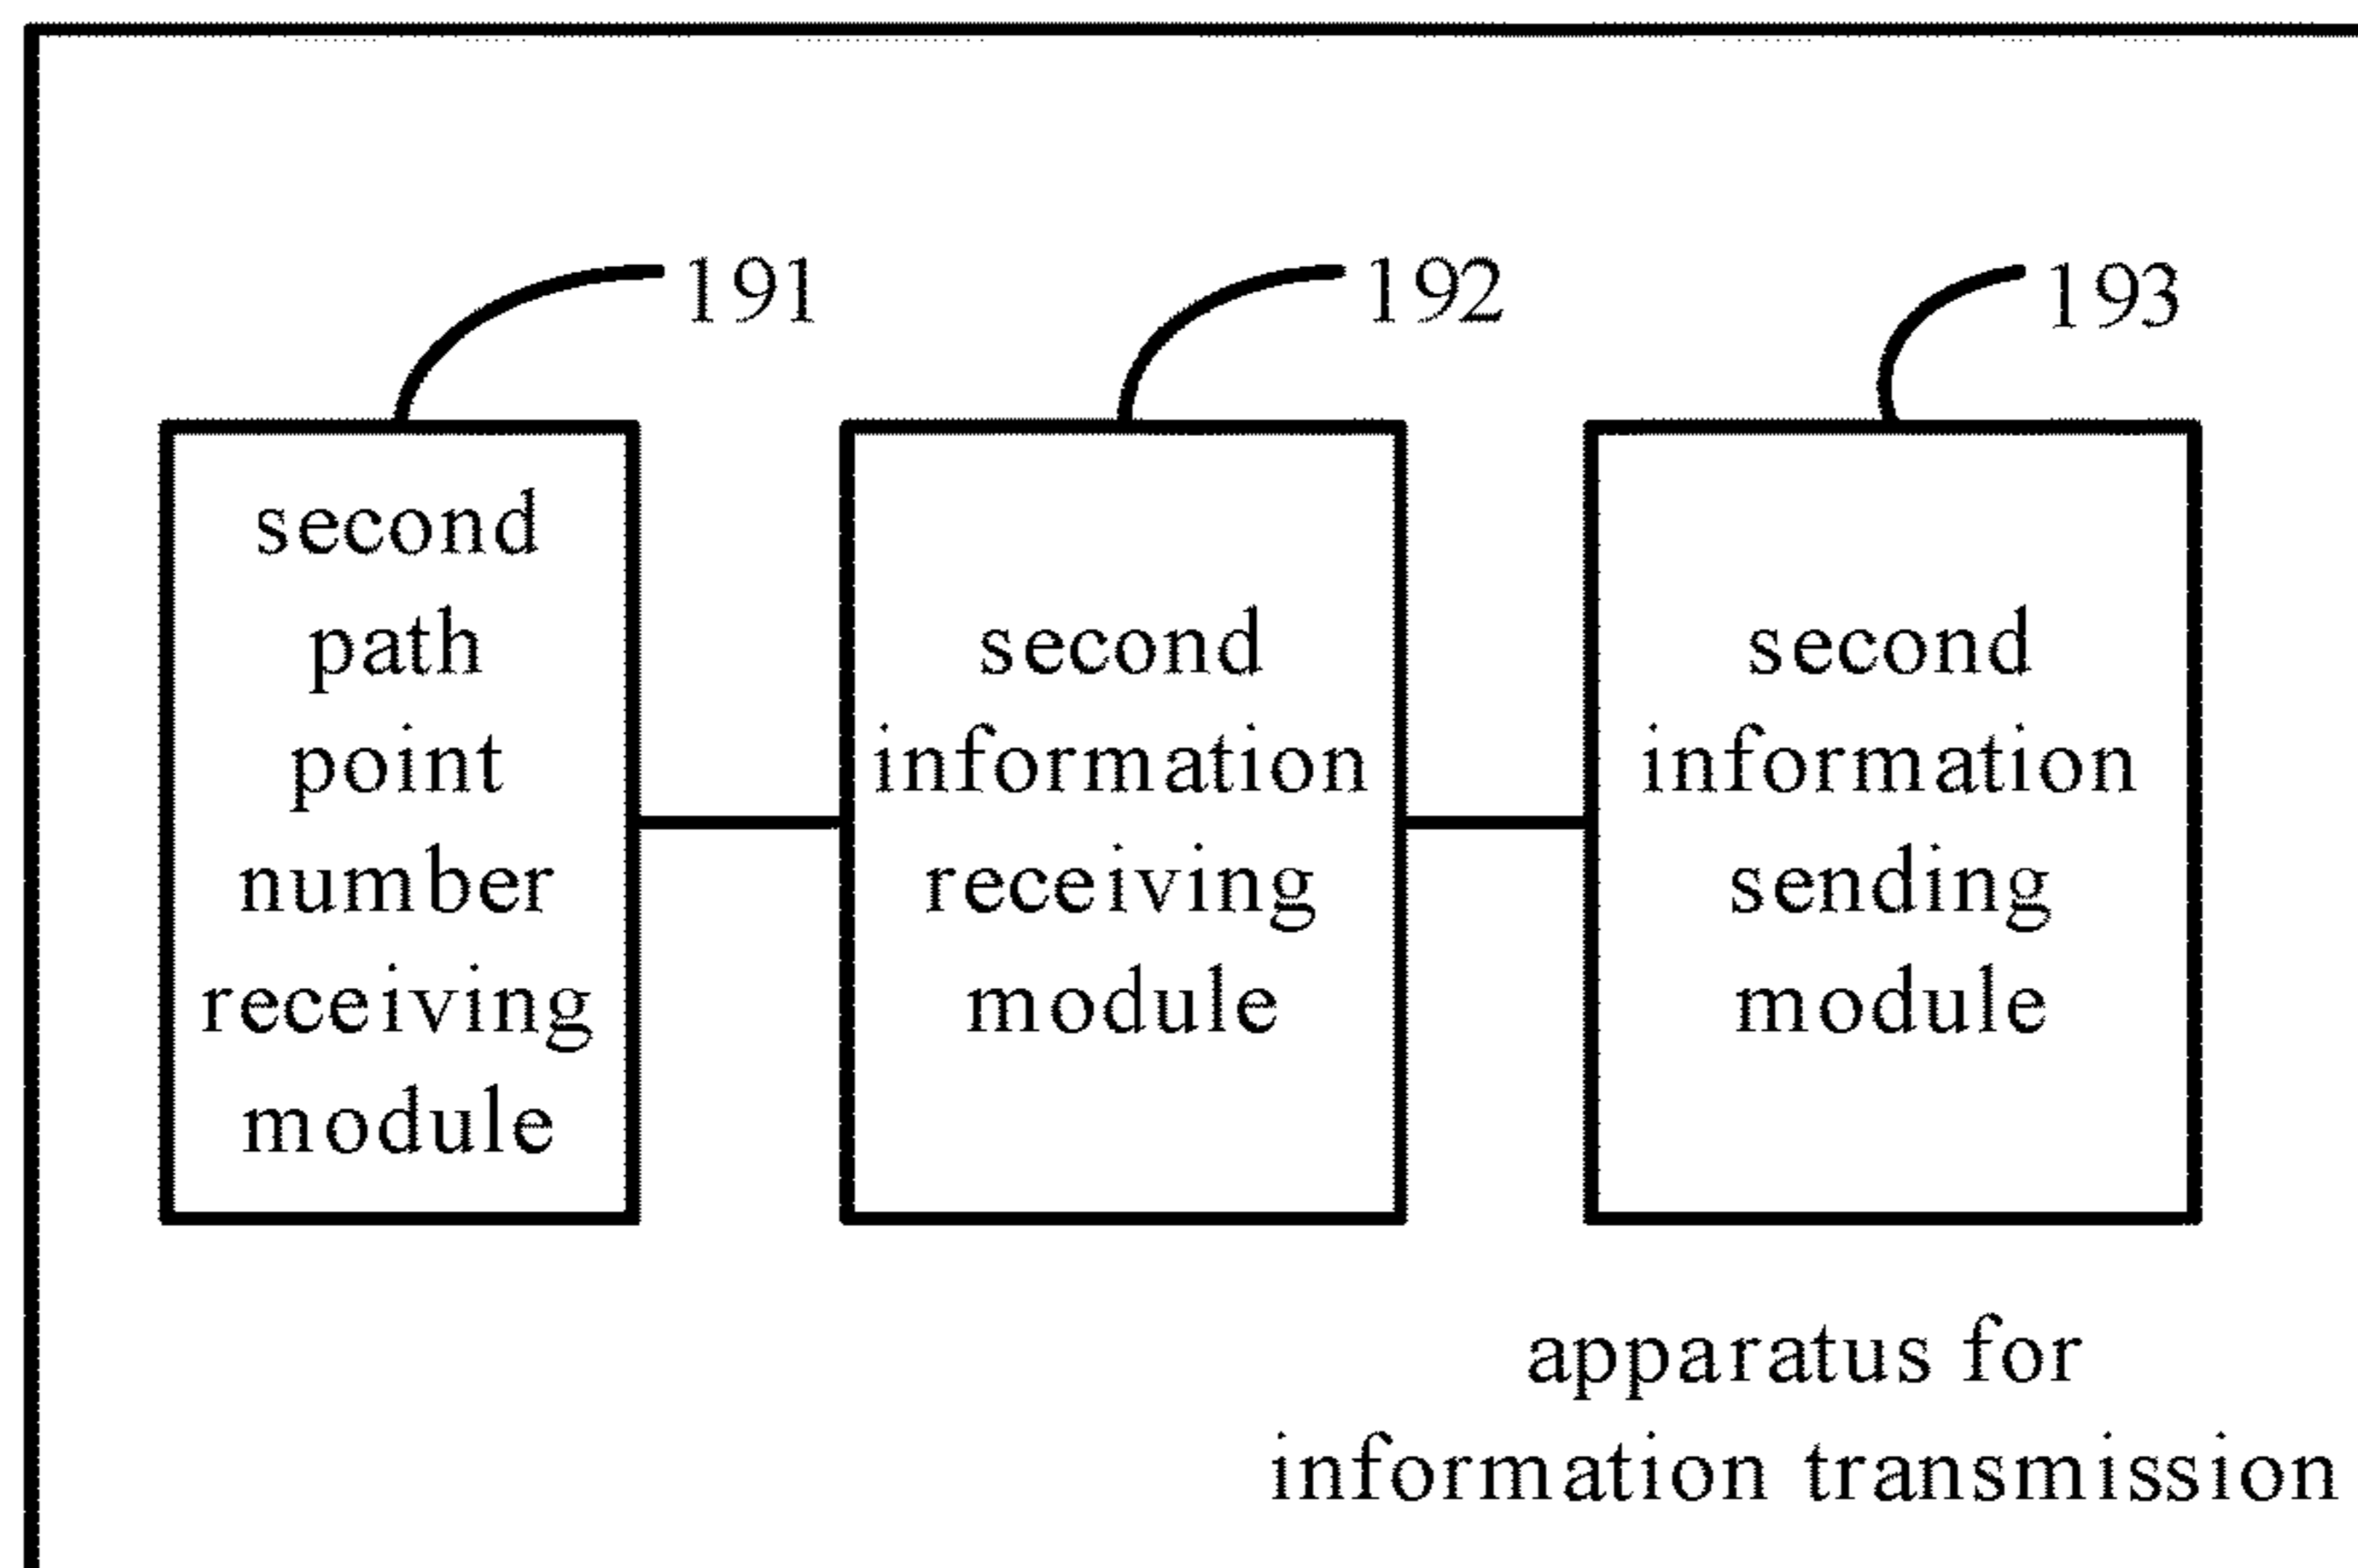 191
192
193
second
path
point
number
receiving
module
second
information
receiving
module
second
information
sending
module
apparatus for
information transmission